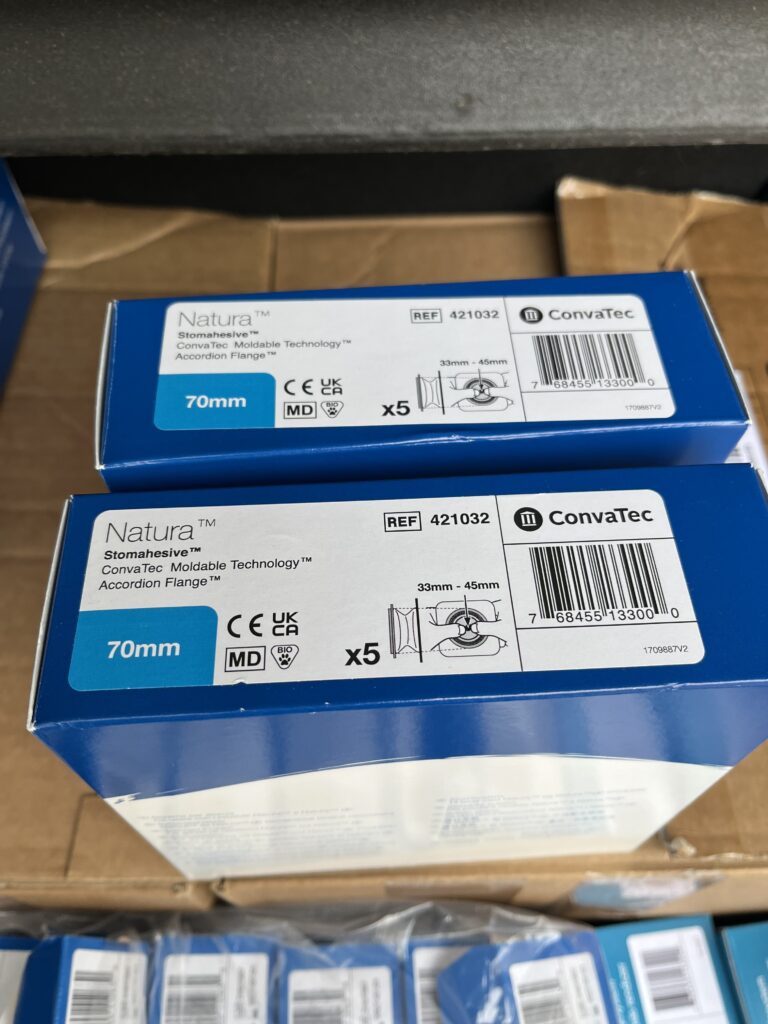 Natura™
Stomahesive™
ConvaTec Moldable Technology™
Accordion Flange™
70mm
CE UK CA
MD BIO
REF 421032
33mm - 45mm
x5
ConvaTec
7 68455 13300 0
1709887V2
Natura™
Stomahesive™
ConvaTec Moldable Technology™
Accordion Flange™
70mm
CE UK CA
MD BIO
REF 421032
33mm - 45mm
x5
ConvaTec
7 68455 13300 0
1709887V2